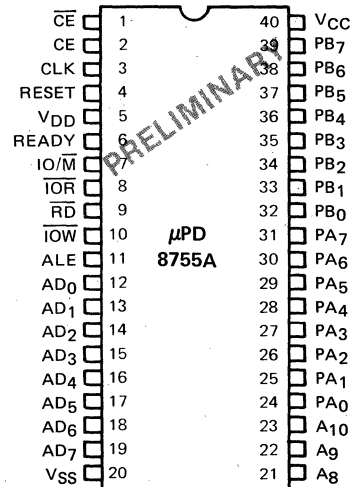 C̅E̅ 1 40 VCC
CE 2 39 PB7
CLK 3 38 PB6
RESET 4 37 PB5
VDD 5 36 PB4
READY 6 35 PB3
IO/M̅ 7 34 PB2
I̅O̅R̅ 8 33 PB1
R̅D̅ 9 32 PB0
I̅O̅W̅ 10 μPD 31 PA7
ALE 11 8755A 30 PA6
AD0 12 29 PA5
AD1 13 28 PA4
AD2 14 27 PA3
AD3 15 26 PA2
AD4 16 25 PA1
AD5 17 24 PA0
AD6 18 23 A10
AD7 19 22 A9
VSS 20 21 A8
PRELIMINARY